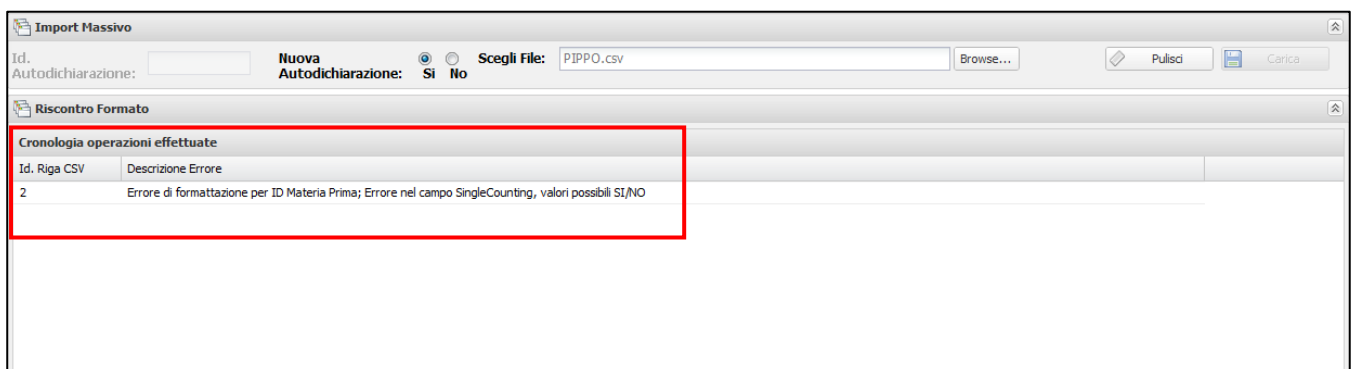 Import Massivo
Id. Autodichiarazione:
Nuova Autodichiarazione:
Si No
Scegli File:
PIPPO.csv
Browse...
Pulisci
Carica
Riscontro Formato
Cronologia operazioni effettuate
Id. Riga CSV Descrizione Errore
2 Errore di formattazione per ID Materia Prima; Errore nel campo SingleCounting, valori possibili SI/NO